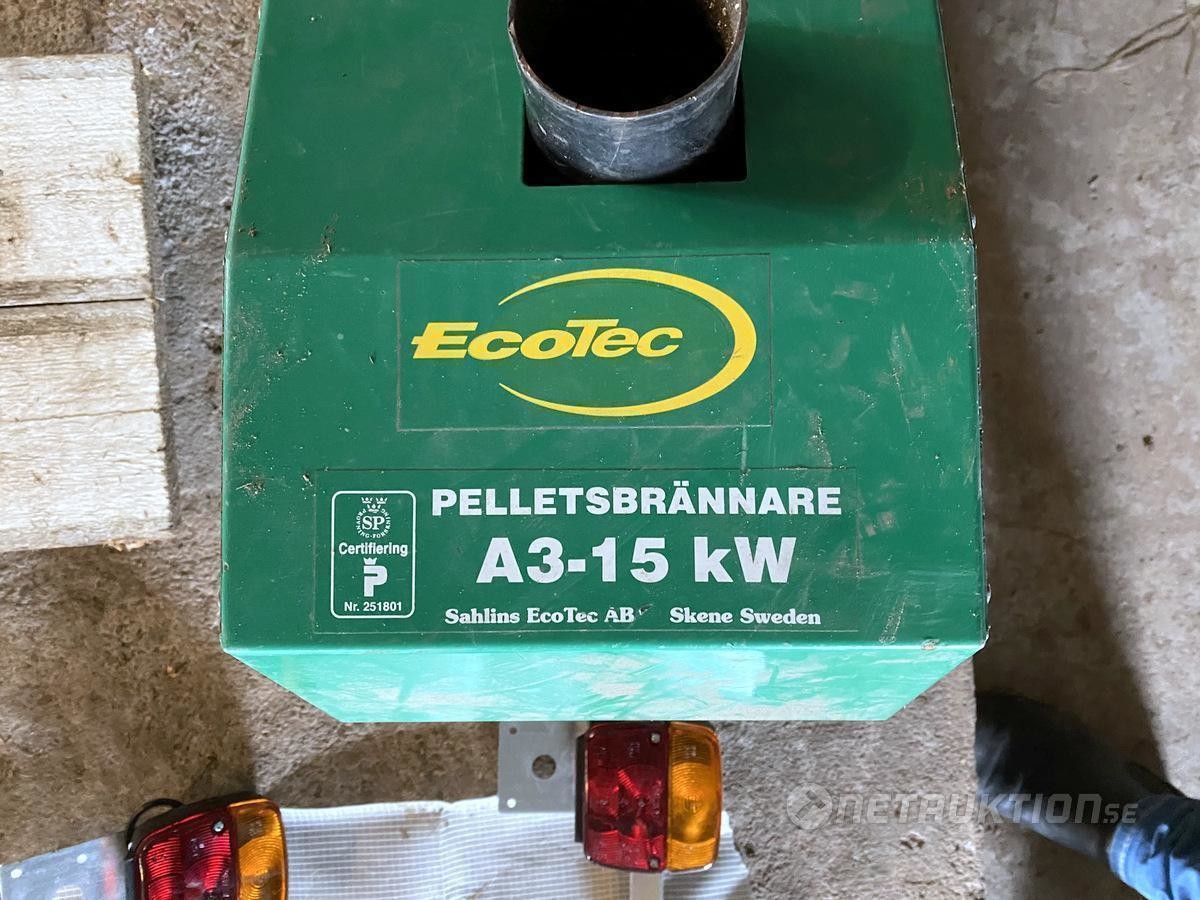 EcoTec
PELLETSBRÄNNARE
A3-15 kW
Sahlins EcoTec AB Skene Sweden
SP
Certifiering
P
Nr. 251801
NETAUKTION.SE